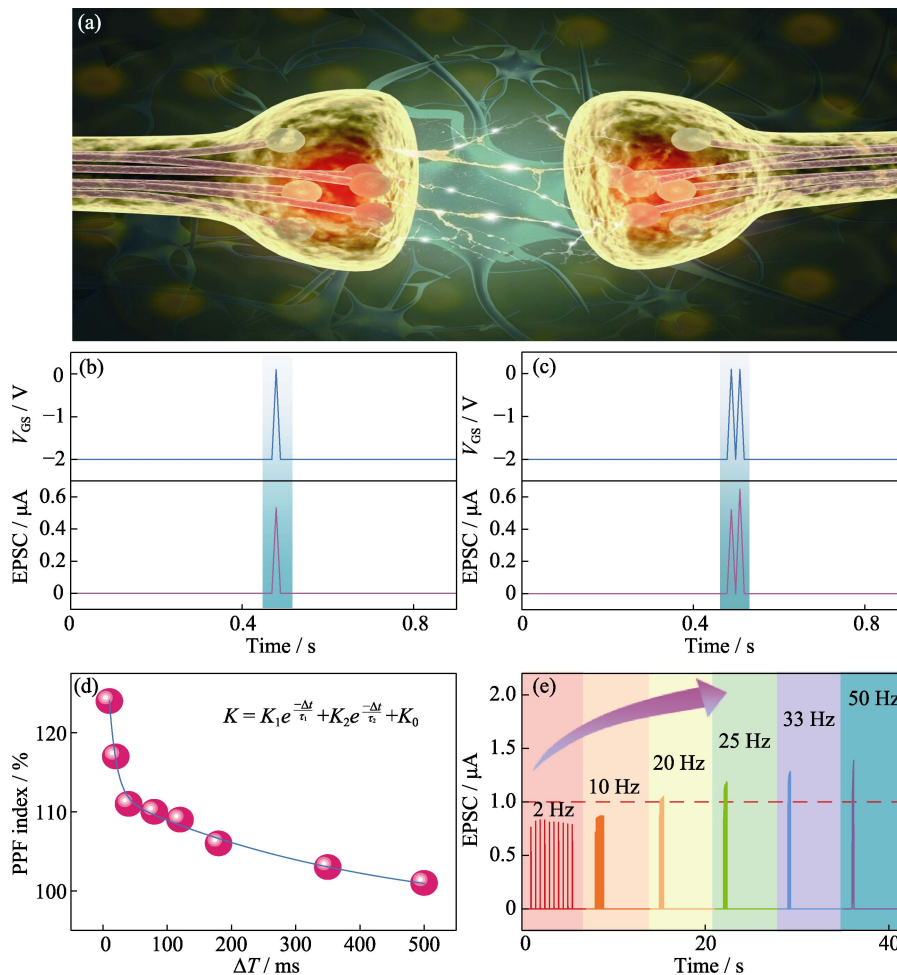 (a)
(b)
0
−1
−2
V_GS / V
0.6
0.4
0.2
0
EPSC / μA
0
0.4
0.8
Time / s
(c)
0
−1
−2
V_GS / V
0.6
0.4
0.2
0
EPSC / μA
0
0.4
0.8
Time / s
(d)
K = K₁e^(−Δt/τ₁) + K₂e^(−Δt/τ₂) + K₀
120
110
100
PPF index / %
0 100 200 300 400 500
ΔT / ms
(e)
2.0
1.5
1.0
0.5
0
EPSC / μA
2 Hz
10 Hz
20 Hz
25 Hz
33 Hz
50 Hz
0
20
40
Time / s